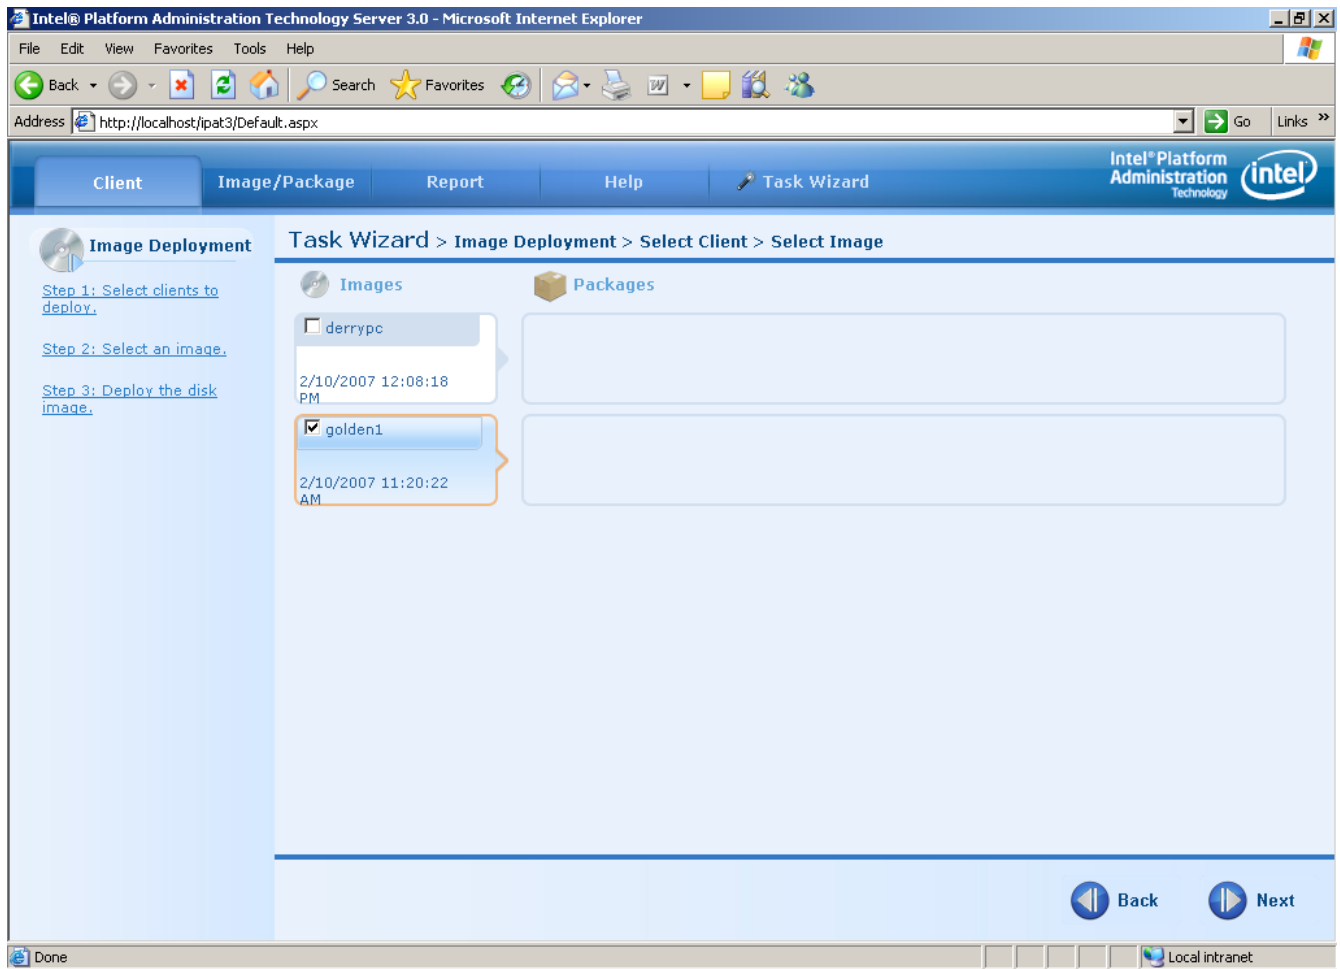 Intel® Platform Administration Technology Server 3.0 - Microsoft Internet Explorer
File Edit View Favorites Tools Help
Back Search Favorites
Address http://localhost/ipat3/Default.aspx Go Links »
Client Image/Package Report Help Task Wizard
Intel® Platform
Administration
Technology
intel
Image Deployment
Step 1: Select clients to
deploy.
Step 2: Select an image.
Step 3: Deploy the disk
image.
Task Wizard > Image Deployment > Select Client > Select Image
Images Packages
derrypc
2/10/2007 12:08:18
PM
golden1
2/10/2007 11:20:22
AM
Back Next
Done Local intranet